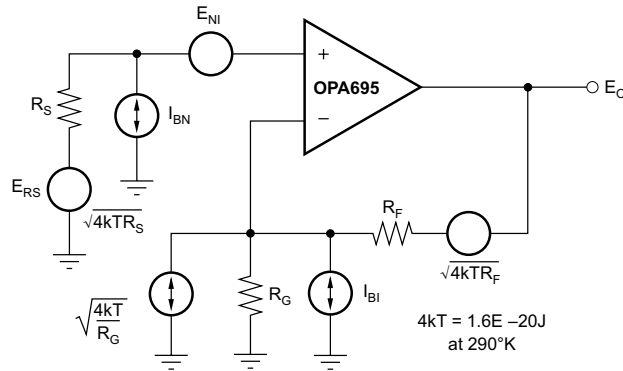 E_NI
+
OPA695
E_O
R_S
I_BN
−
E_RS
√4kTR_S
R_F
√4kTR_F
√4kT/R_G
R_G
I_BI
4kT = 1.6E –20J
at 290°K